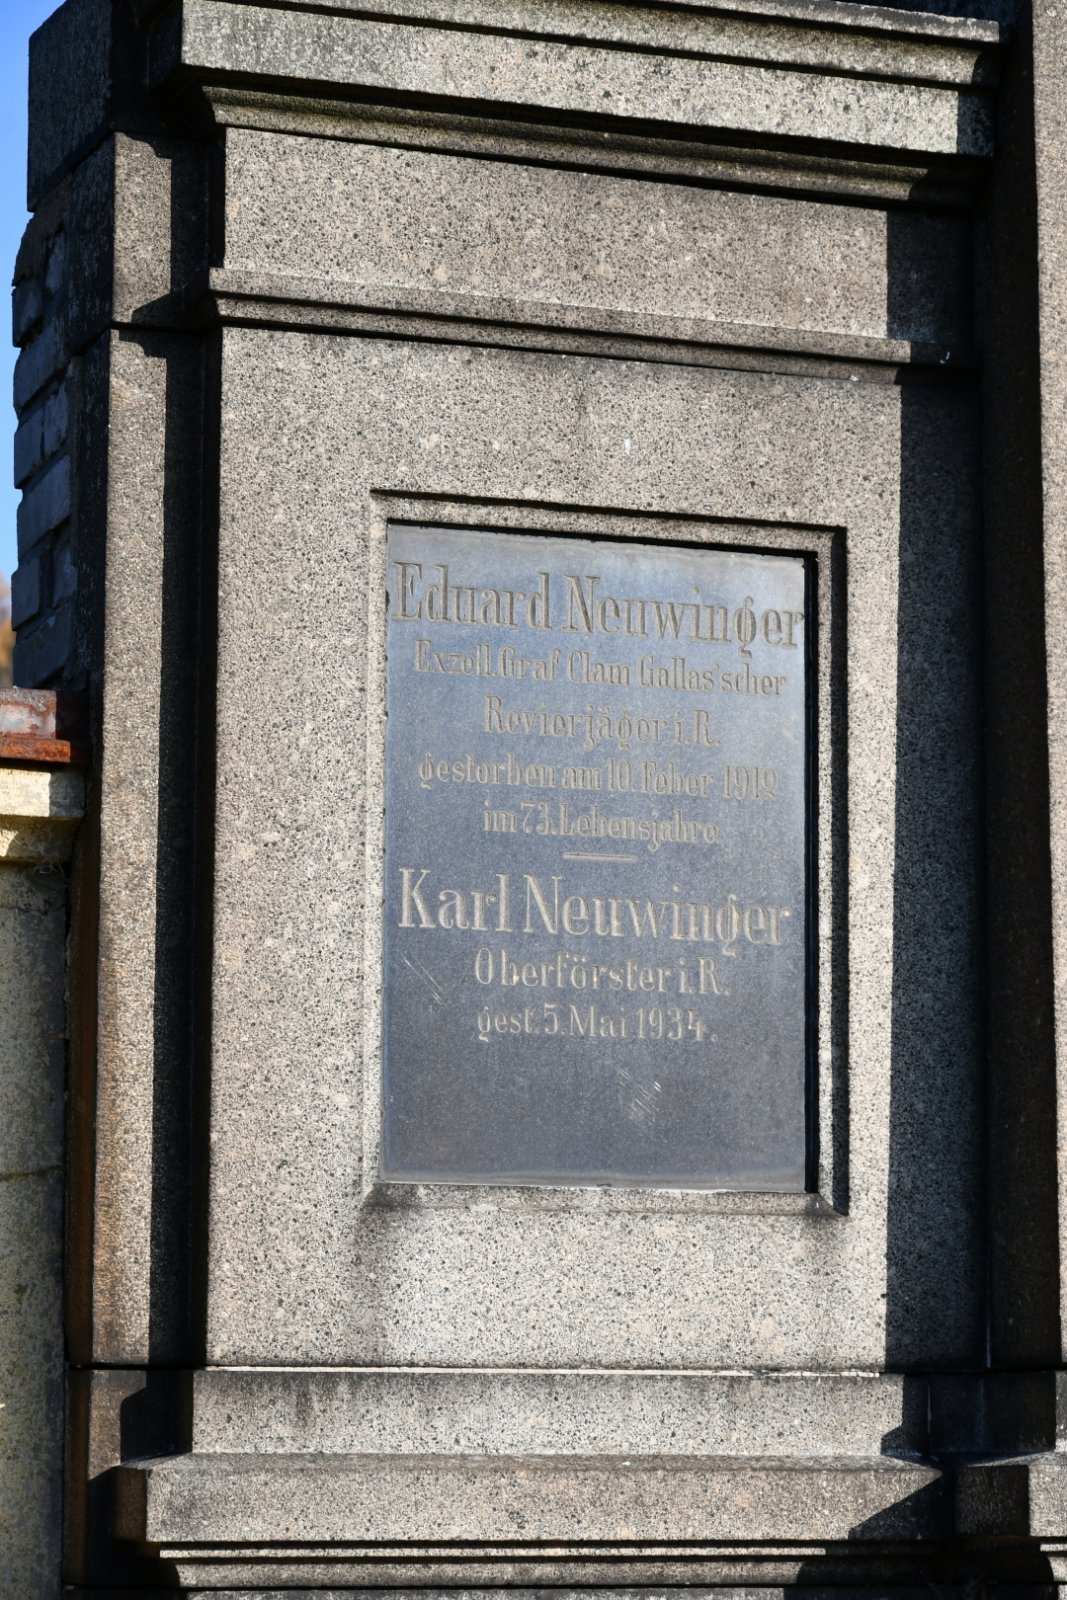 Eduard Neuwinger
Exzell. Graf Clam Gallas'scher
Revierjäger i. R.
gestorben am 10. Feber 1912
im 73. Lebensjahre.
Karl Neuwinger
Oberförster i. R.
gest. 5. Mai 1934.